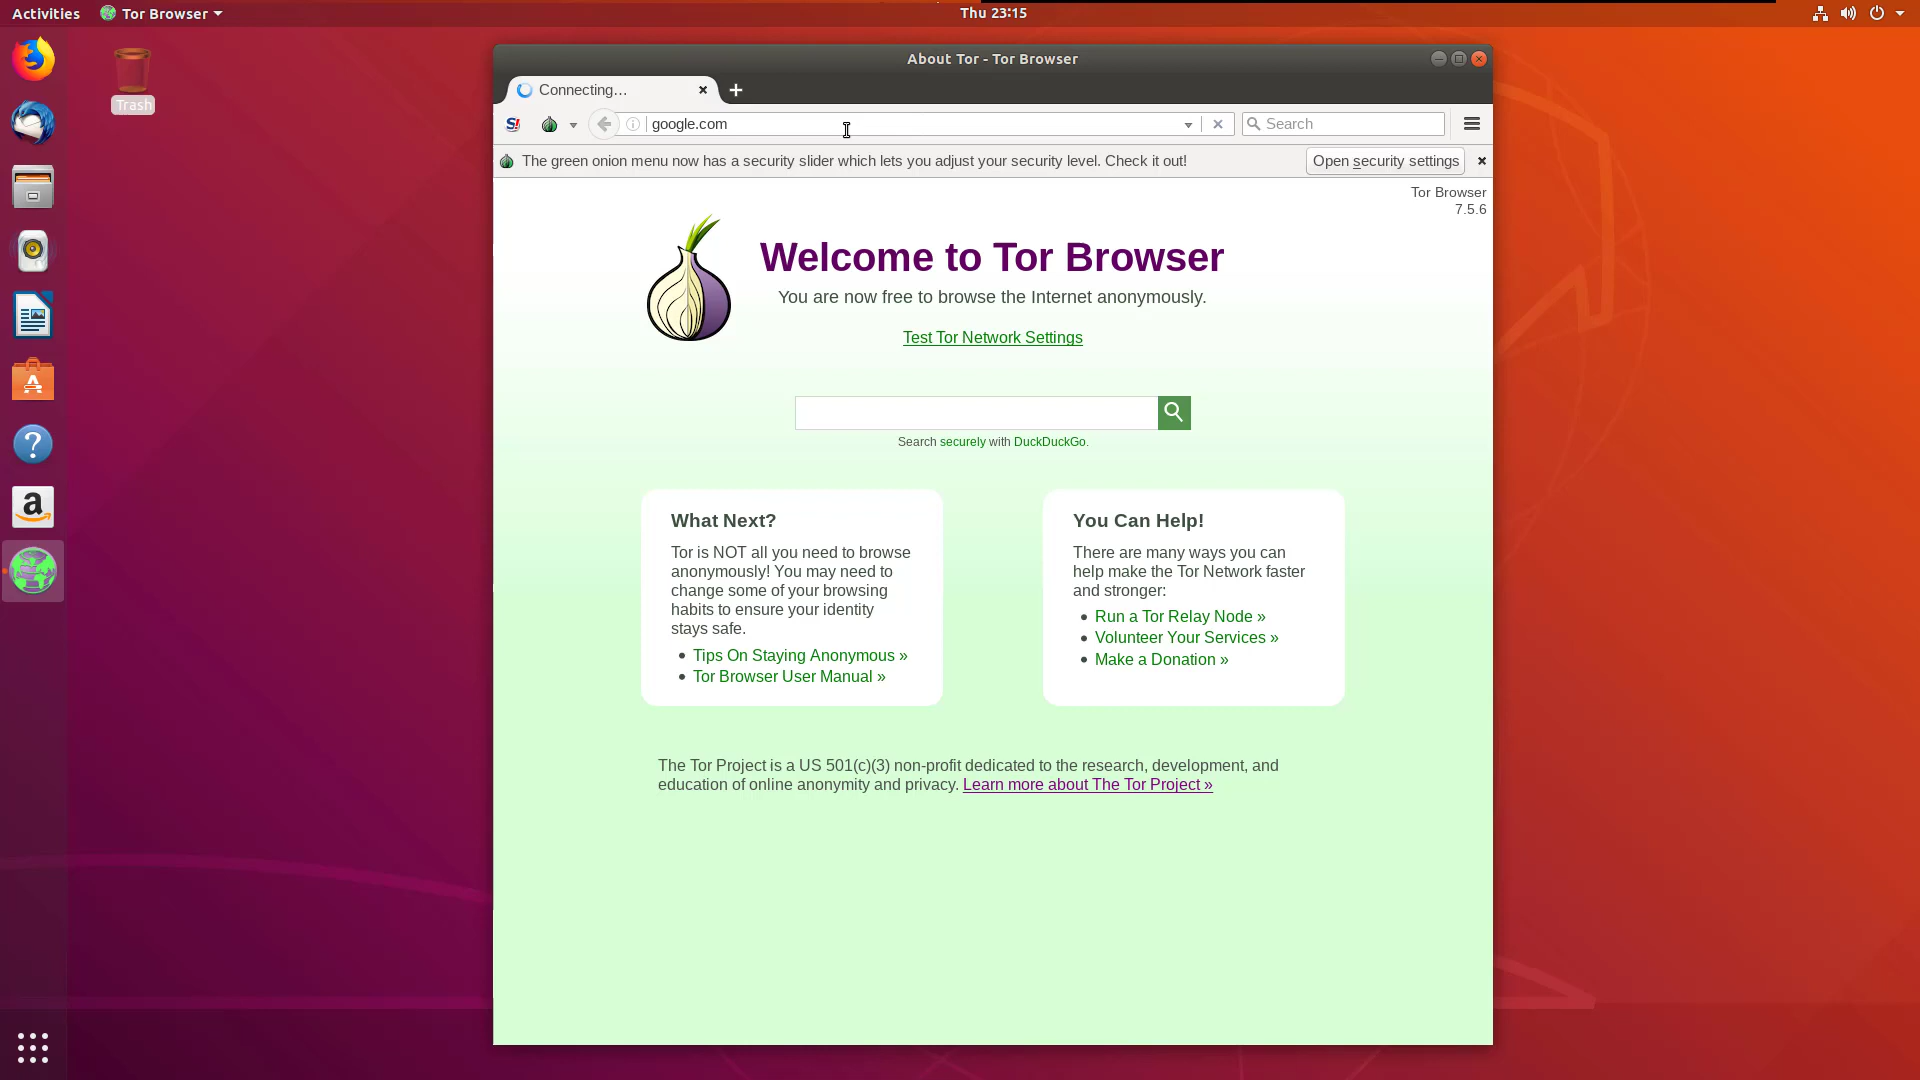 Activities
Tor Browser
Thu 23:15
Trash
About Tor - Tor Browser
Connecting…
google.com
Search
The green onion menu now has a security slider which lets you adjust your security level. Check it out!
Open security settings
Tor Browser
7.5.6
Welcome to Tor Browser
You are now free to browse the Internet anonymously.
Test Tor Network Settings
Search securely with DuckDuckGo.
What Next?
Tor is NOT all you need to browse
anonymously! You may need to
change some of your browsing
habits to ensure your identity
stays safe.
Tips On Staying Anonymous »
Tor Browser User Manual »
You Can Help!
There are many ways you can
help make the Tor Network faster
and stronger:
Run a Tor Relay Node »
Volunteer Your Services »
Make a Donation »
The Tor Project is a US 501(c)(3) non-profit dedicated to the research, development, and
education of online anonymity and privacy. Learn more about The Tor Project »